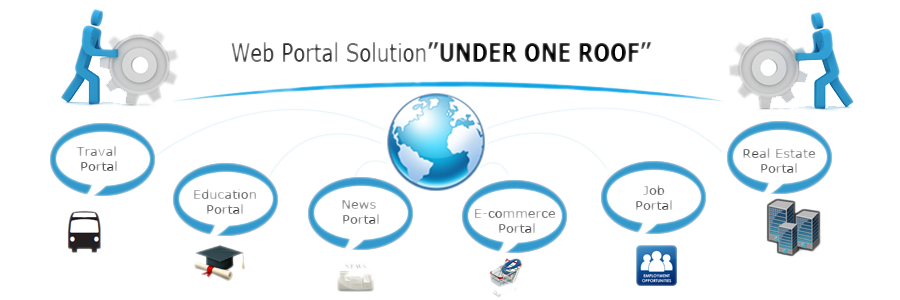 Web Portal Solution”UNDER ONE ROOF”
Traval
Portal
Education
Portal
News
Portal
E-commerce
Portal
Job
Portal
Real Estate
Portal
NEWS
EMPLOYMENT
OPPORTUNITIES